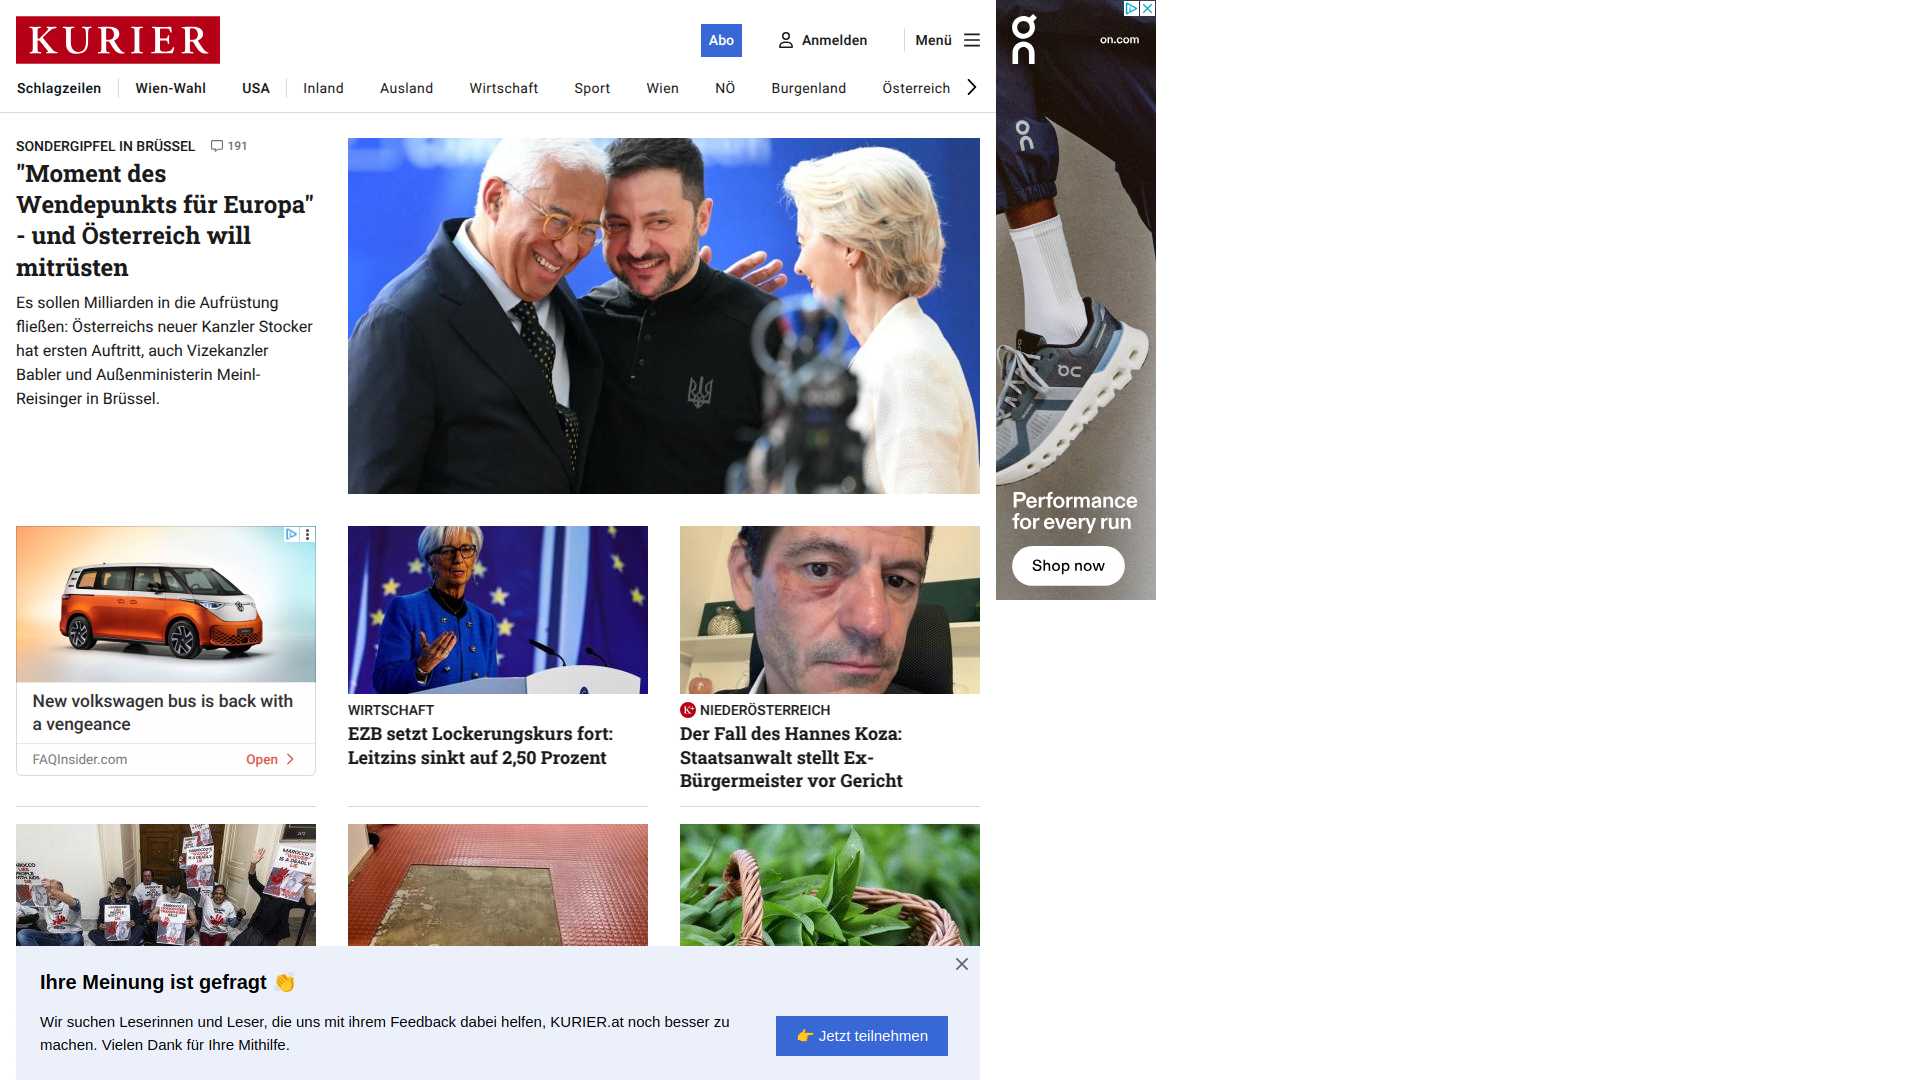 KURIER
Abo
Anmelden
Menü
Schlagzeilen
Wien-Wahl
USA
Inland
Ausland
Wirtschaft
Sport
Wien
NÖ
Burgenland
Österreich
SONDERGIPFEL IN BRÜSSEL 191
"Moment des
Wendepunkts für Europa"
- und Österreich will
mitrüsten
Es sollen Milliarden in die Aufrüstung
fließen: Österreichs neuer Kanzler Stocker
hat ersten Auftritt, auch Vizekanzler
Babler und Außenministerin Meinl-
Reisinger in Brüssel.
on
on.com
on
on
Performance
for every run
Shop now
New volkswagen bus is back with
a vengeance
FAQInsider.com
Open
WIRTSCHAFT
EZB setzt Lockerungskurs fort:
Leitzins sinkt auf 2,50 Prozent
K+ NIEDERÖSTERREICH
Der Fall des Hannes Koza:
Staatsanwalt stellt Ex-
Bürgermeister vor Gericht
Ihre Meinung ist gefragt 👏
Wir suchen Leserinnen und Leser, die uns mit ihrem Feedback dabei helfen, KURIER.at noch besser zu
machen. Vielen Dank für Ihre Mithilfe.
👉 Jetzt teilnehmen